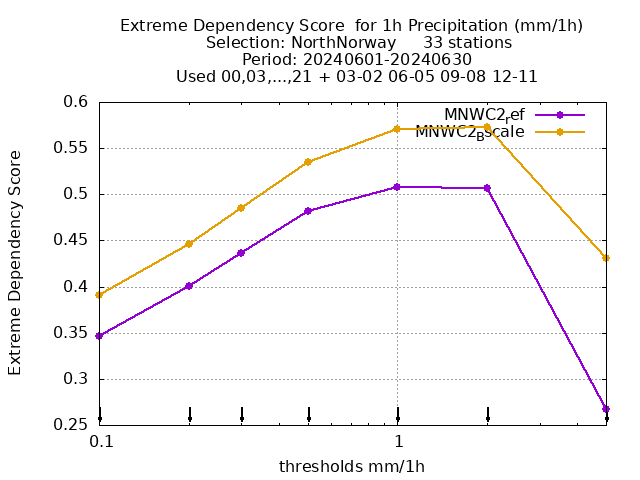 Extreme Dependency Score  for 1h Precipitation (mm/1h)
Selection: NorthNorway     33 stations
Period: 20240601-20240630
Used 00,03,...,21 + 03-02 06-05 09-08 12-11
MNWC2ref
MNWC2Bscale
0.6
0.55
0.5
0.45
0.4
0.35
0.3
0.25
Extreme Dependency Score
0.1
1
thresholds mm/1h